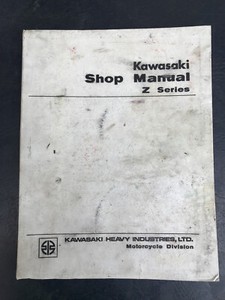 Kawasaki
Shop Manual
Z Series
KAWASAKI HEAVY INDUSTRIES, LTD.
Motorcycle Division